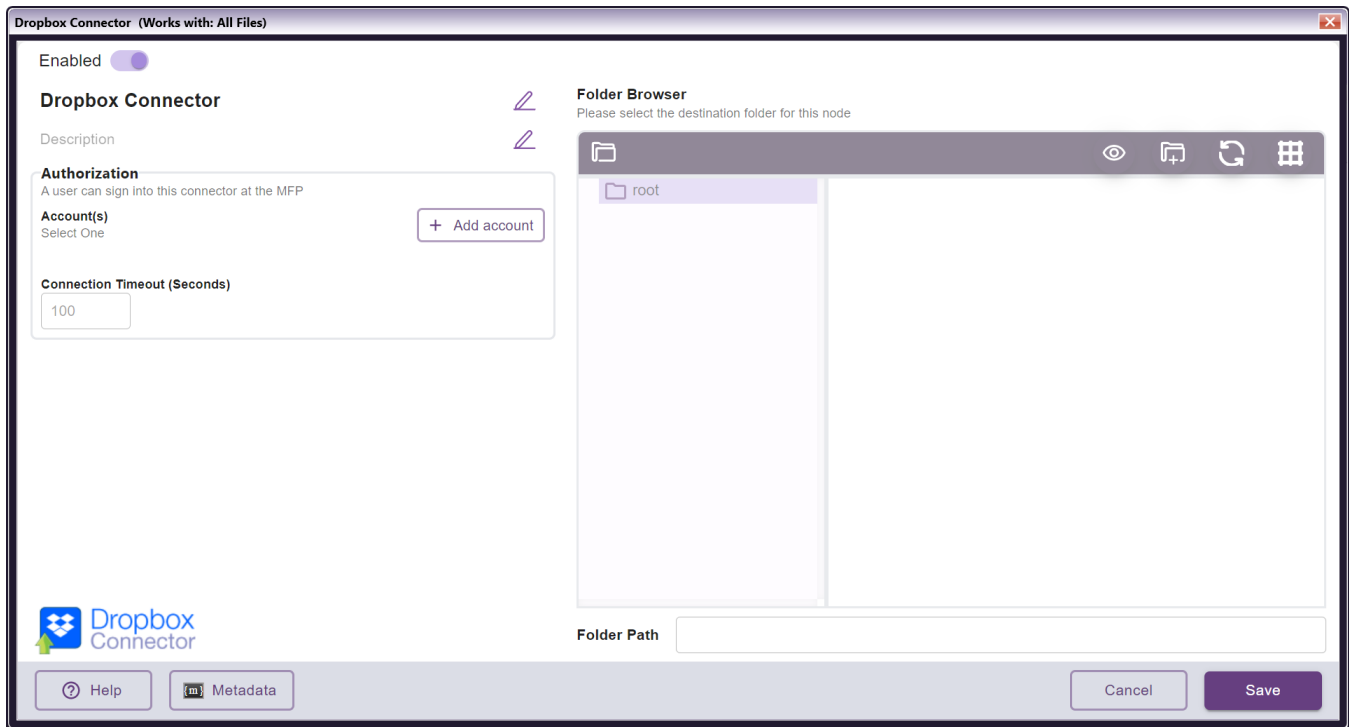 Dropbox Connector (Works with: All Files)
Enabled
Dropbox Connector
Description
Authorization
A user can sign into this connector at the MFP
Account(s)
Select One
+ Add account
Connection Timeout (Seconds)
100
Folder Browser
Please select the destination folder for this node
root
Folder Path
Dropbox
Connector
Help
{m} Metadata
Cancel
Save